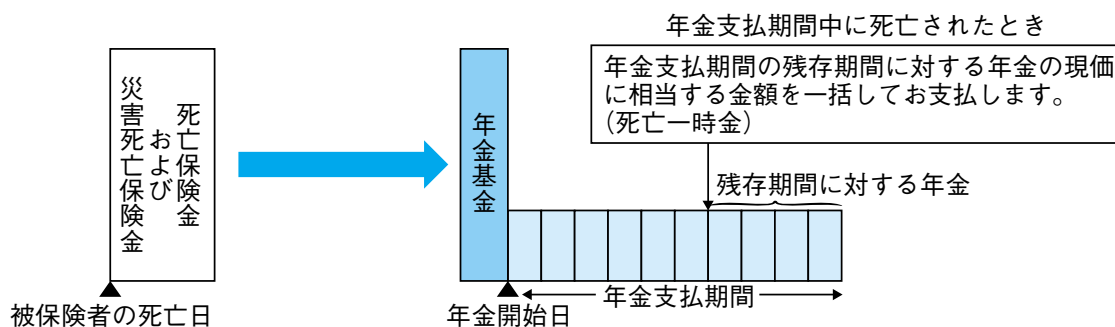 年金支払期間中に死亡されたとき
年金支払期間の残存期間に対する年金の現価
に相当する金額を一括してお支払します。
（死亡一時金）
死亡保険金
および
災害死亡保険金
年金基金
残存期間に対する年金
年金支払期間
被保険者の死亡日
年金開始日